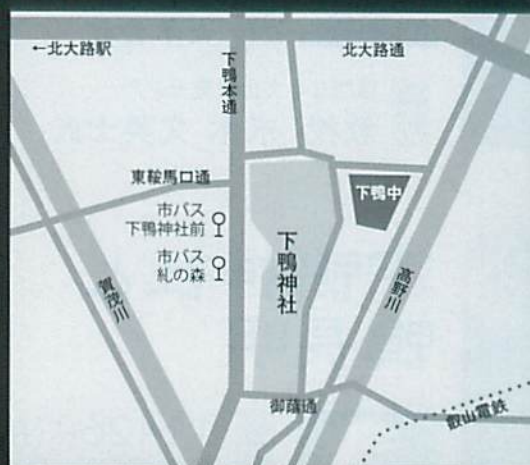 ←北大路駅
北大路通
下鴨本通
東鞍馬口通
市バス
下鴨神社前
市バス
糺の森
下鴨中
下鴨神社
賀茂川
高野川
御蔭通
叡山電鉄